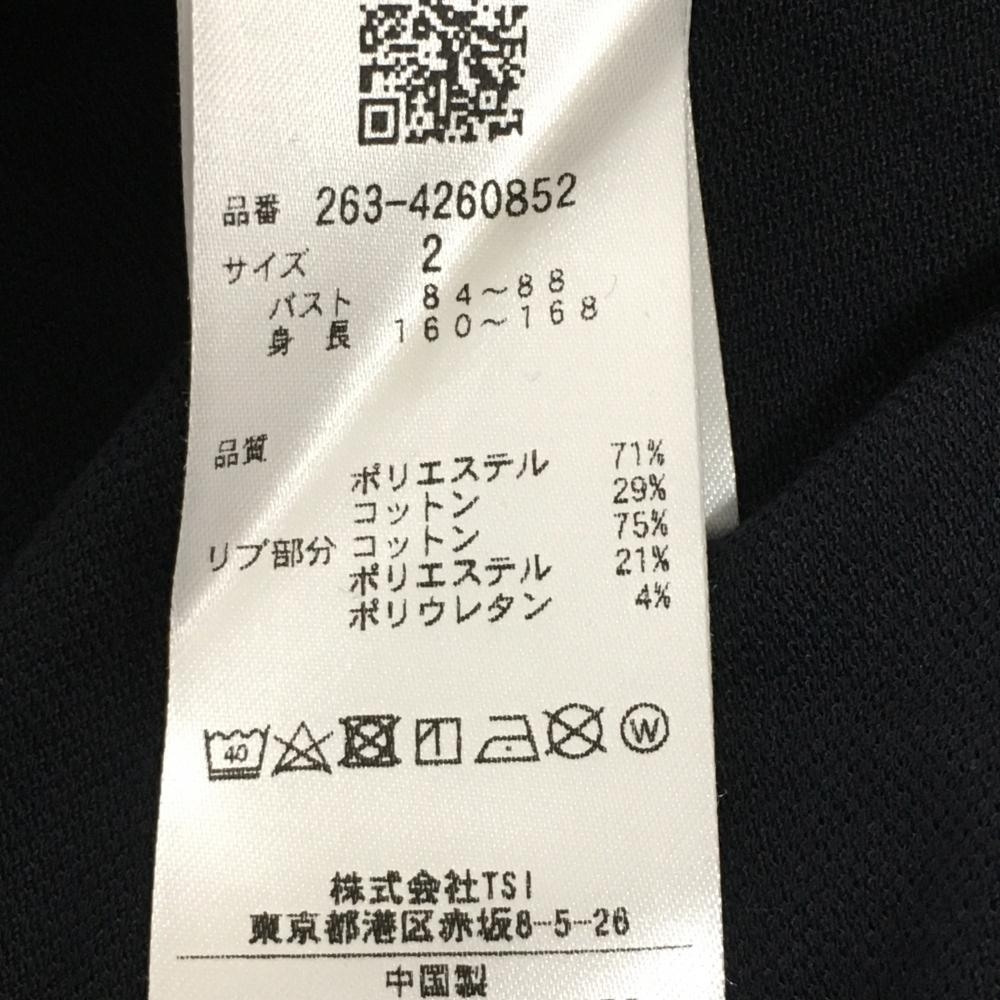 品番 263-4260852
サイズ 2
バスト 84～88
身長 160～168
品質
ポリエステル 71%
コットン 29%
リブ部分 コットン 75%
ポリエステル 21%
ポリウレタン 4%
40 W
株式会社TSI
東京都港区赤坂8-5-26
中国製